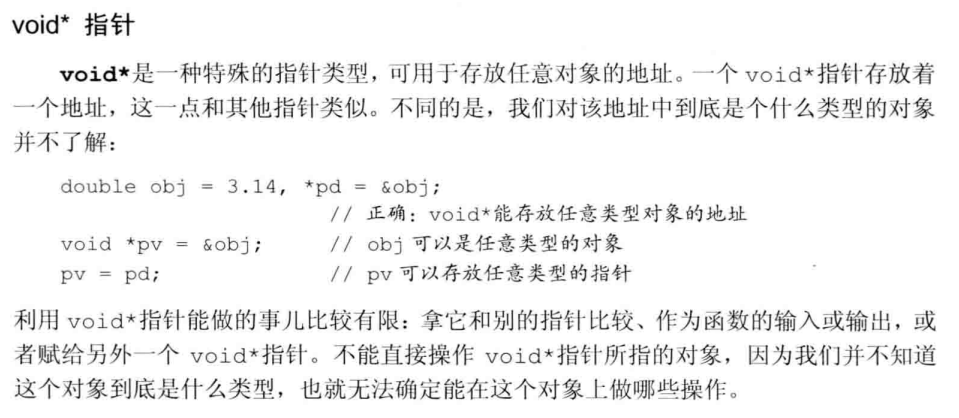 void* 指针
void*是一种特殊的指针类型，可用于存放任意对象的地址。一个 void*指针存放着
一个地址，这一点和其他指针类似。不同的是，我们对该地址中到底是个什么类型的对象
并不了解：
double obj = 3.14, *pd = &obj;
// 正确：void*能存放任意类型对象的地址
void *pv = &obj; // obj 可以是任意类型的对象
pv = pd; // pv 可以存放任意类型的指针
利用 void*指针能做的事儿比较有限：拿它和别的指针比较、作为函数的输入或输出，或
者赋给另外一个 void*指针。不能直接操作 void*指针所指的对象，因为我们并不知道
这个对象到底是什么类型，也就无法确定能在这个对象上做哪些操作。